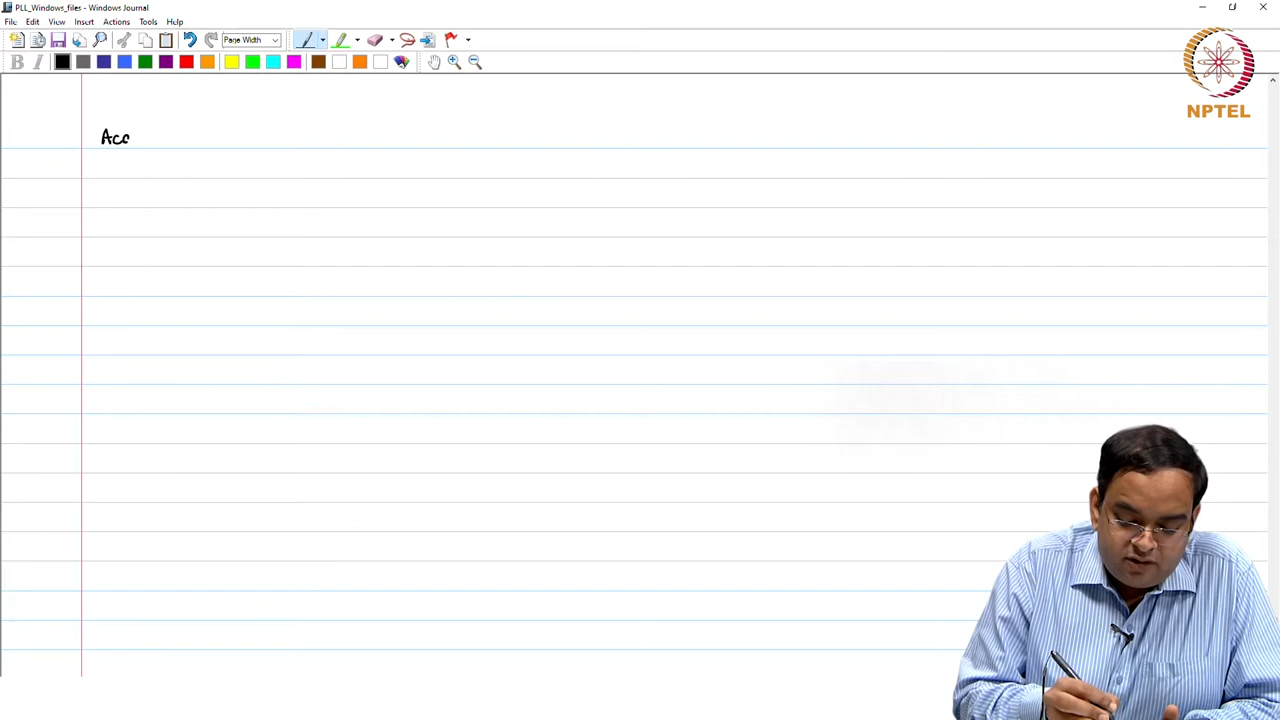 PLL_Windows_files - Windows Journal
File Edit View Insert Actions Tools Help
Page Width
B I
NPTEL
Acc